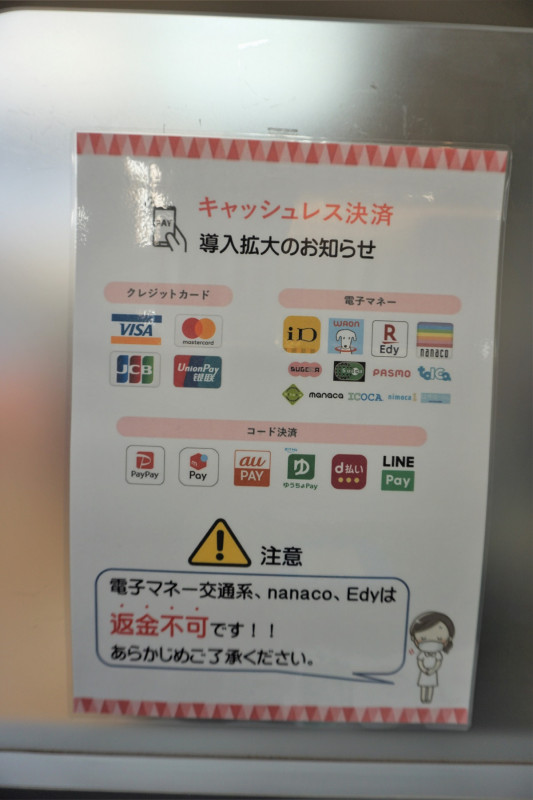 キャッシュレス決済
PAY
導入拡大のお知らせ
クレジットカード
電子マネー
VISA
mastercard
iD
WAON
R Edy
nanaco
JCB
UnionPay
银联
SUGOCA
PASMO
manaca
ICOCA
nimoca
コード決済
PayPay
Pay
au PAY
ゆ
ゆうちょPay
d払い
LINE Pay
注意
電子マネー交通系、nanaco、Edyは
返金不可です！！
あらかじめご了承ください。